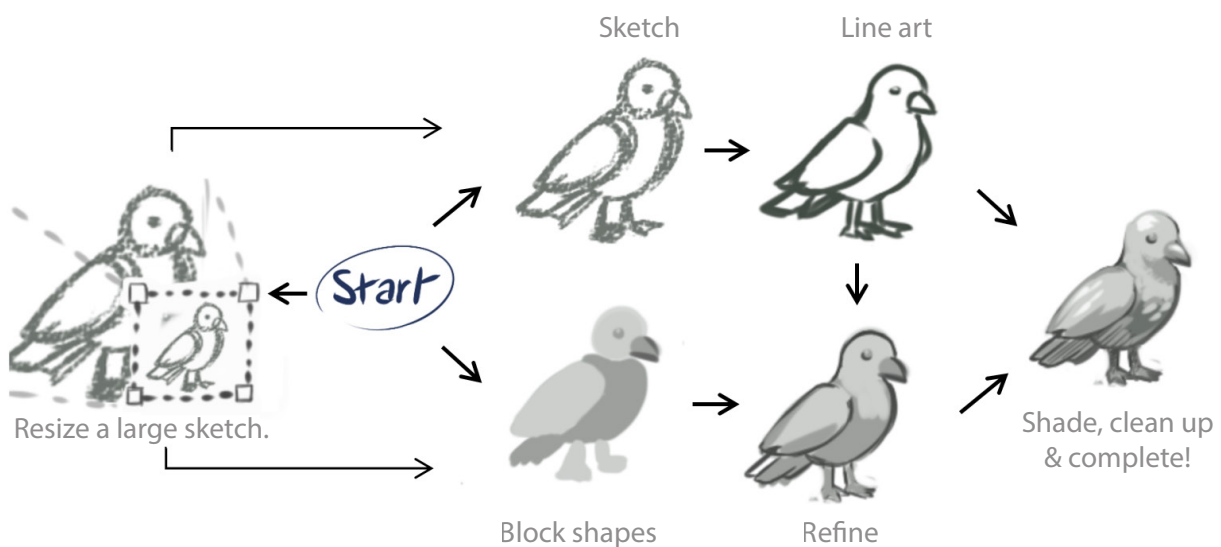 Sketch
Line art
Start
Resize a large sketch.
Shade, clean up
& complete!
Block shapes
Refine